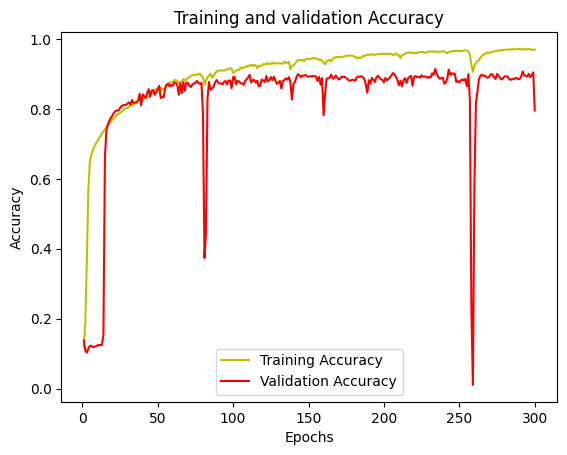 Training and validation Accuracy
1.0
0.8
0.6
0.4
0.2
0.0
Accuracy
Training Accuracy
Validation Accuracy
0 50 100 150 200 250 300
Epochs